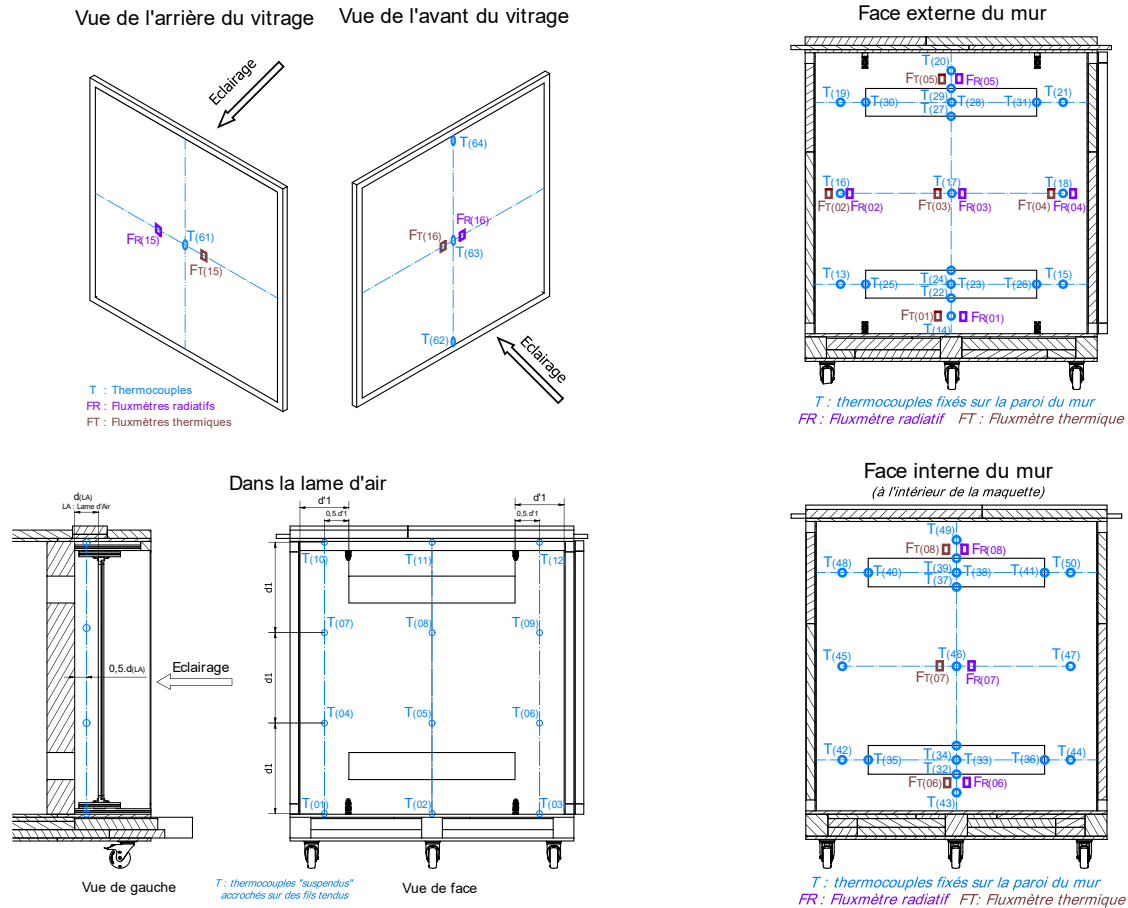 Vue de l'arrière du vitrage
Vue de l'avant du vitrage
Eclairage
T(61)
FR(15)
FT(15)
T(64)
FR(16)
FT(16)
T(63)
T(62)
Eclairage
T : Thermocouples
FR : Fluxmètres radiatifs
FT : Fluxmètres thermiques
Face externe du mur
T(20)
FT(05)
FR(05)
T(19)
T(30)
T(29)
T(28)
T(27)
T(31)
T(21)
T(16)
T(17)
T(18)
FT(02)
FR(02)
FT(03)
FR(03)
FT(04)
FR(04)
T(13)
T(25)
T(24)
T(23)
T(22)
T(26)
T(15)
FT(01)
FR(01)
T(14)
T : thermocouples fixés sur la paroi du mur
FR : Fluxmètre radiatif FT : Fluxmètre thermique
Dans la lame d'air
d(LA)
LA : Lame d'Air
0,5.d(LA)
Eclairage
Vue de gauche
d'1
d'1
0,5.d'1
0,5.d'1
T(10)
T(11)
T(12)
d1
T(07)
T(08)
T(09)
d1
T(04)
T(05)
T(06)
d1
T(01)
T(02)
T(03)
T : thermocouples "suspendus"
accrochés sur des fils tendus
Vue de face
Face interne du mur
(à l'intérieur de la maquette)
T(49)
FT(08)
FR(08)
T(48)
T(40)
T(39)
T(38)
T(37)
T(41)
T(50)
T(45)
T(46)
T(47)
FT(07)
FR(07)
T(42)
T(35)
T(34)
T(33)
T(32)
T(36)
T(44)
FT(06)
FR(06)
T(43)
T : thermocouples fixés sur la paroi du mur
FR : Fluxmètre radiatif FT: Fluxmètre thermique